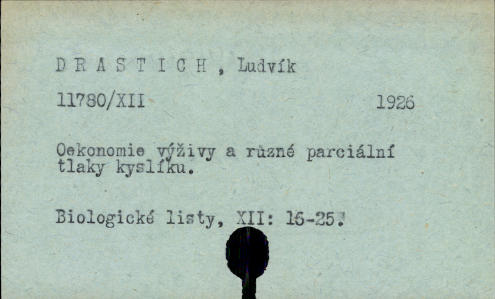 DRASTICH, Ludvík
11780/XII 1926
Oekonomie výživy a různé parciální
tlaky kyslíku.
Biologické listy, XII: 16-25.